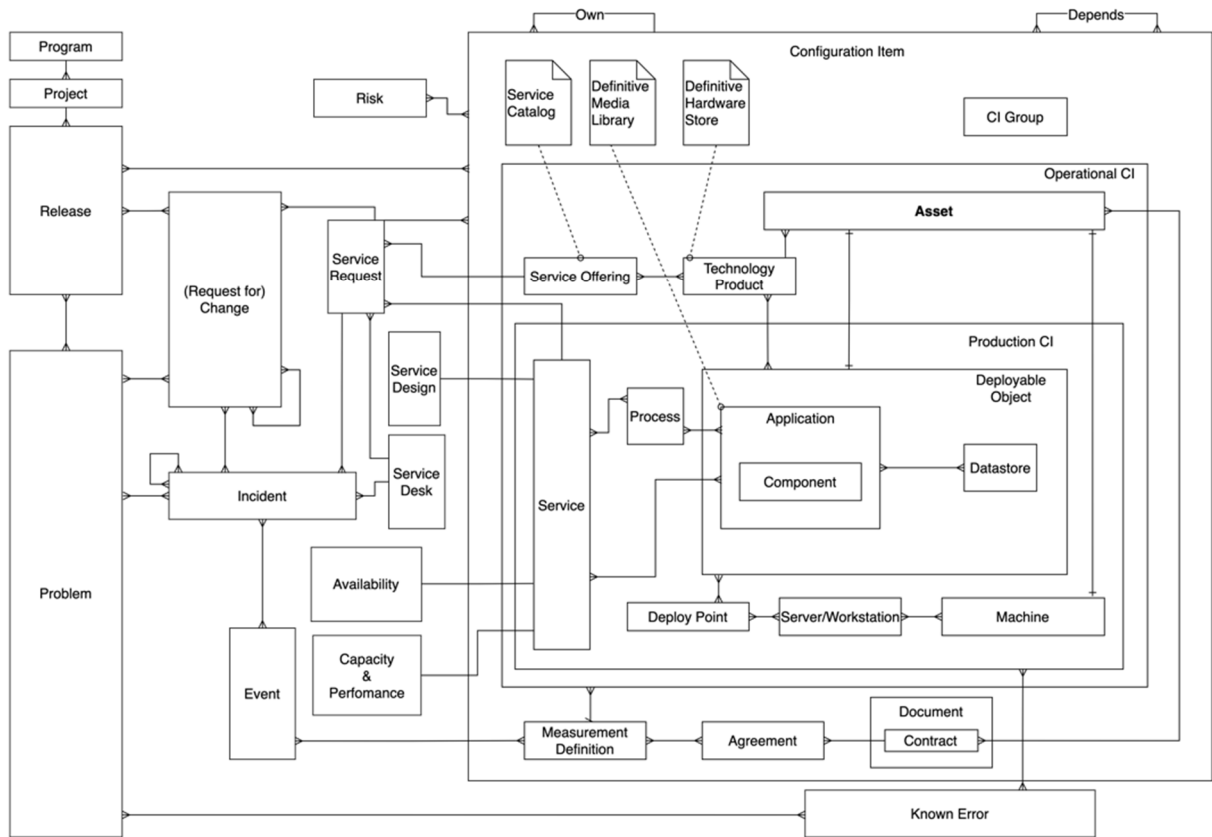 Own
Depends
Program
Project
Release
Risk
Configuration Item
Service
Catalog
Definitive
Media
Library
Definitive
Hardware
Store
CI Group
Operational CI
Asset
(Request for)
Change
Service
Request
Service Offering
Technology
Product
Production CI
Deployable
Object
Service
Design
Process
Application
Component
Datastore
Service
Desk
Incident
Service
Problem
Availability
Deploy Point
Server/Workstation
Machine
Event
Capacity
&
Perfomance
Measurement
Definition
Agreement
Document
Contract
Known Error